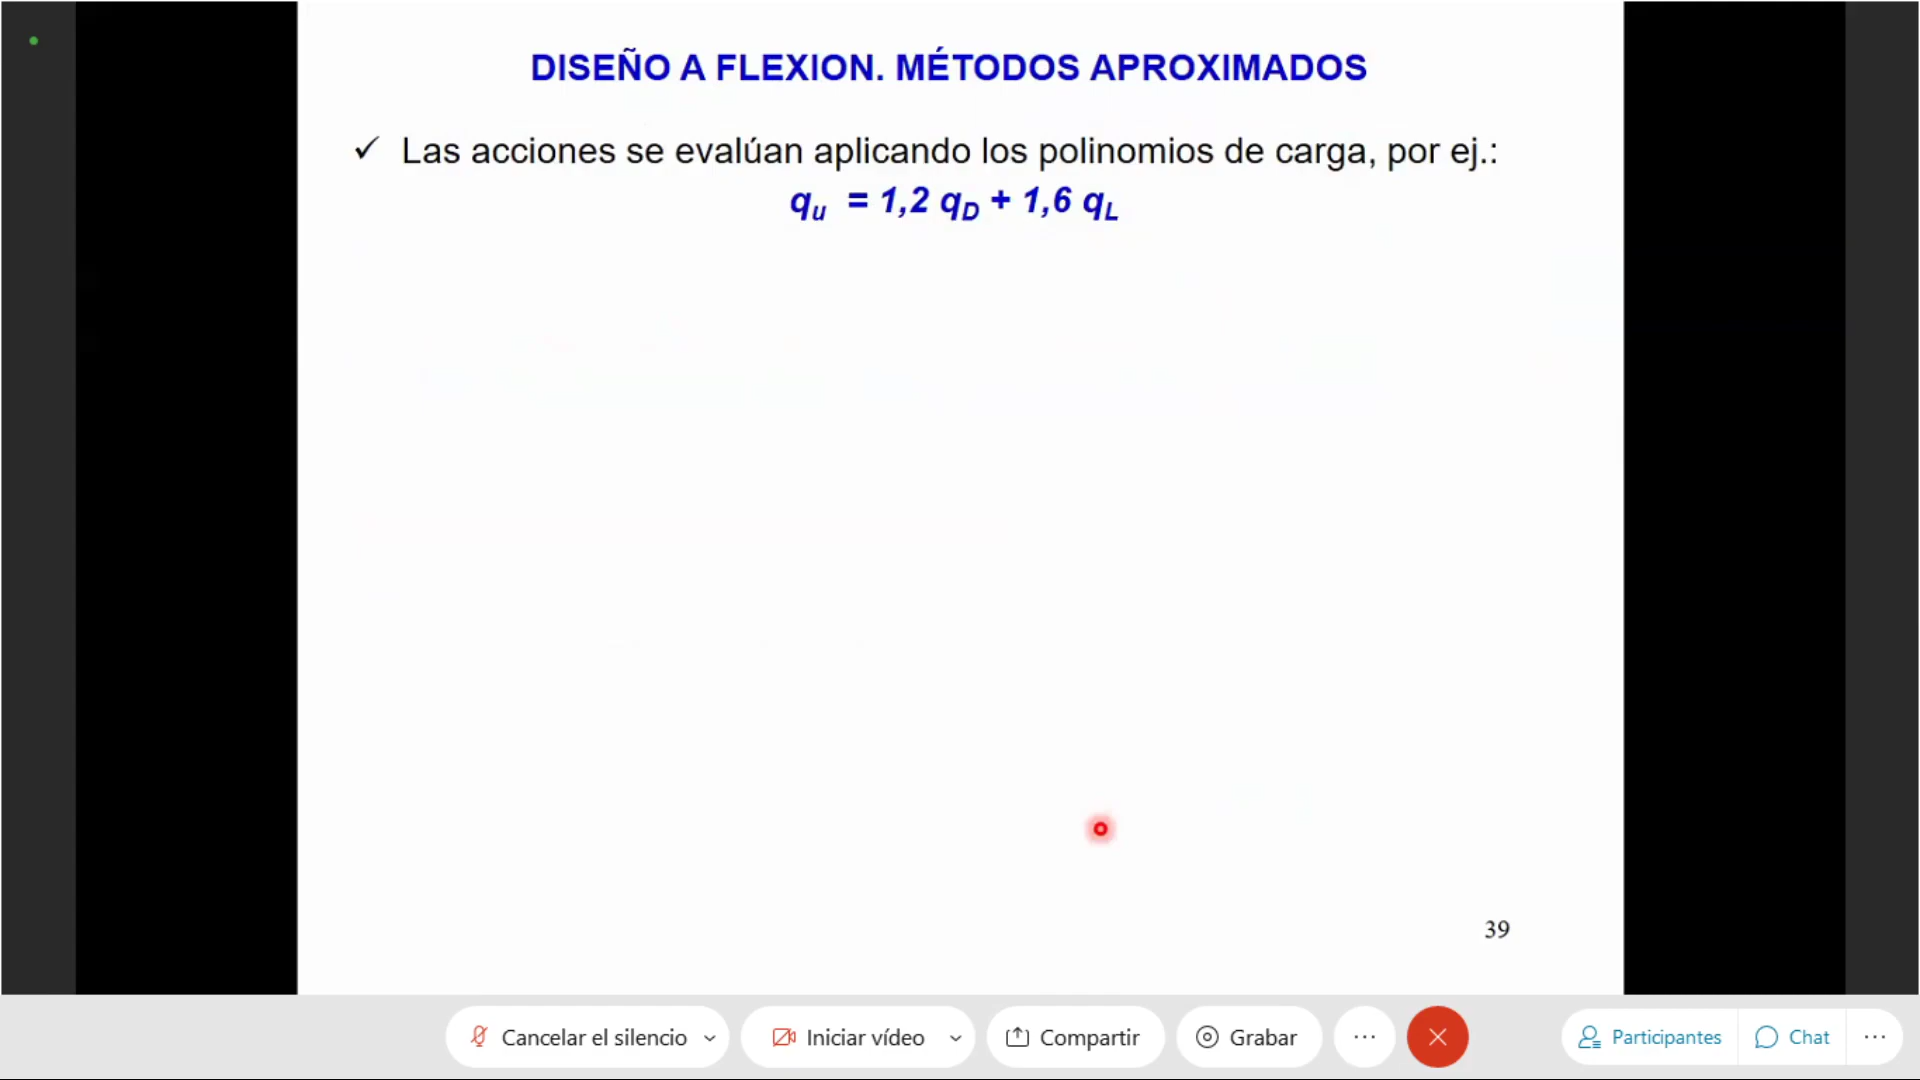 DISEÑO A FLEXION. MÉTODOS APROXIMADOS
✓ Las acciones se evalúan aplicando los polinomios de carga, por ej.:
qu = 1,2 qD + 1,6 qL
39
Cancelar el silencio
Iniciar vídeo
Compartir
Grabar
Participantes
Chat